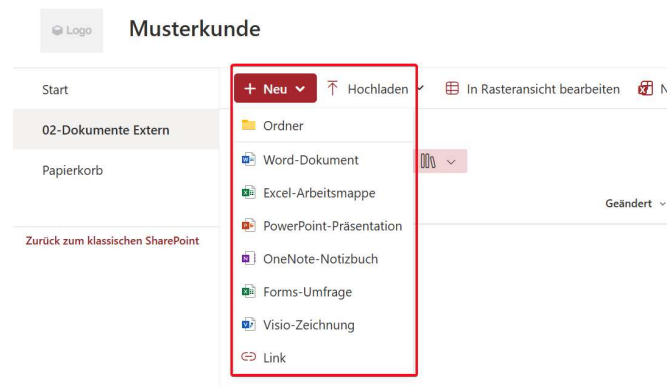 Logo
Musterkunde
Start
02-Dokumente Extern
Papierkorb
Zurück zum klassischen SharePoint
+ Neu
Hochladen
In Rasteransicht bearbeiten
Ordner
Word-Dokument
Excel-Arbeitsmappe
PowerPoint-Präsentation
OneNote-Notizbuch
Forms-Umfrage
Visio-Zeichnung
Link
Geändert